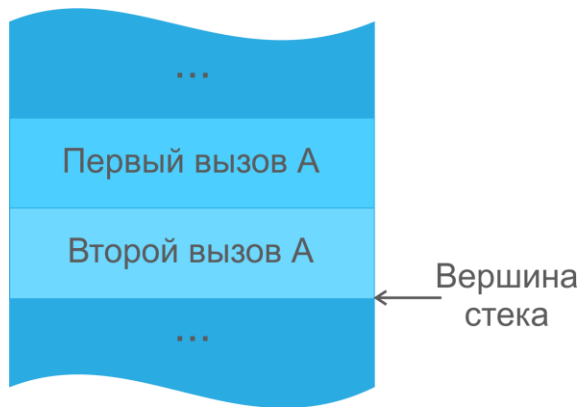 ...
Первый вызов А
Второй вызов А
Вершина
стека
...